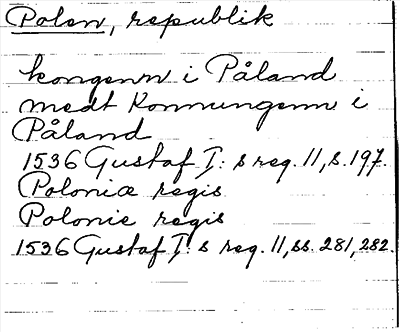 Polen, republik
kongenn i Påland
medt Konnungenn i
Påland
1536 Gustaf I: s reg. 11, s. 197.
Poloniæ regis
Polonie regis
1536 Gustaf I: s reg. 11, ss. 281, 282.